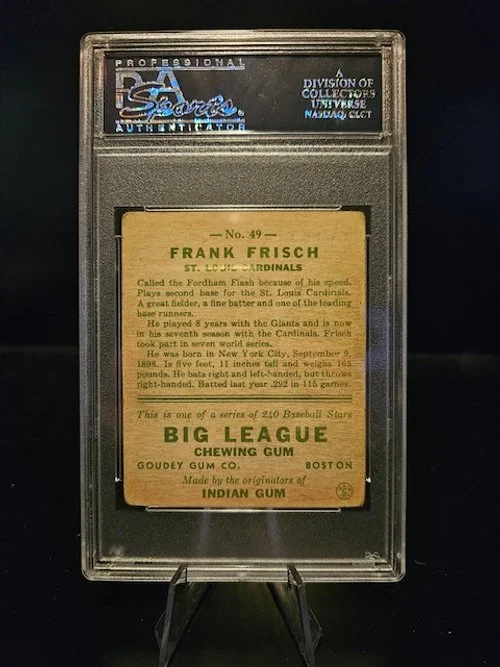 PROFESSIONAL
PSA
Sports
AUTHENTICATOR
A
DIVISION OF
COLLECTORS
UNIVERSE
NASDAQ: CLCT
— No. 49 —
FRANK FRISCH
ST. LOUIS CARDINALS
Called the Fordham Flash because of his speed.
Plays second base for the St. Louis Cardinals.
A great fielder, a fine batter and one of the leading
base runners.
He played 8 years with the Giants and is now
in his seventh season with the Cardinals. Frisch
took part in seven world series.
He was born in New York City, September 9,
1898. Is five feet, 11 inches tall and weighs 165
pounds. He bats right and left-handed, but throws
right-handed. Batted last year .292 in 115 games.
This is one of a series of 240 Baseball Stars
BIG LEAGUE
CHEWING GUM
GOUDEY GUM CO. BOSTON
Made by the originators of
INDIAN GUM